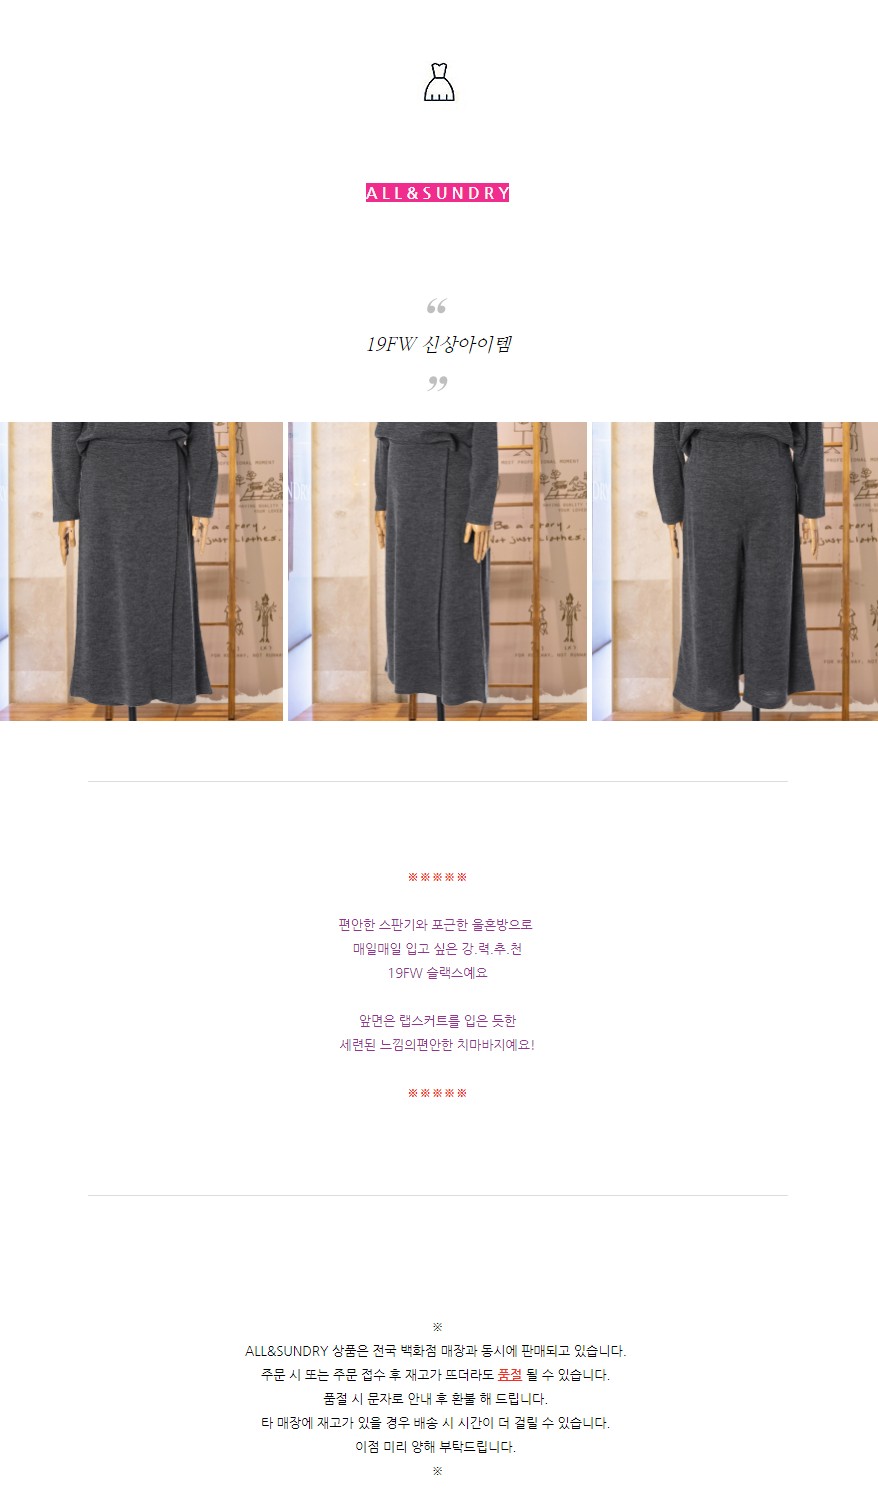 ALL&SUNDRY
“
19FW 신상아이템
”
MEET PROFESSIONAL MOMENT
Be a story,
Not just clothes.
※※※※※
편안한 스판기와 포근한 울혼방으로
매일매일 입고 싶은 강.력.추.천
19FW 슬랙스예요
앞면은 랩스커트를 입은 듯한
세련된 느낌의편안한 치마바지예요!
※※※※※
※
ALL&SUNDRY 상품은 전국 백화점 매장과 동시에 판매되고 있습니다.
주문 시 또는 주문 접수 후 재고가 뜨더라도 품절 될 수 있습니다.
품절 시 문자로 안내 후 환불 해 드립니다.
타 매장에 재고가 있을 경우 배송 시 시간이 더 걸릴 수 있습니다.
이점 미리 양해 부탁드립니다.
※